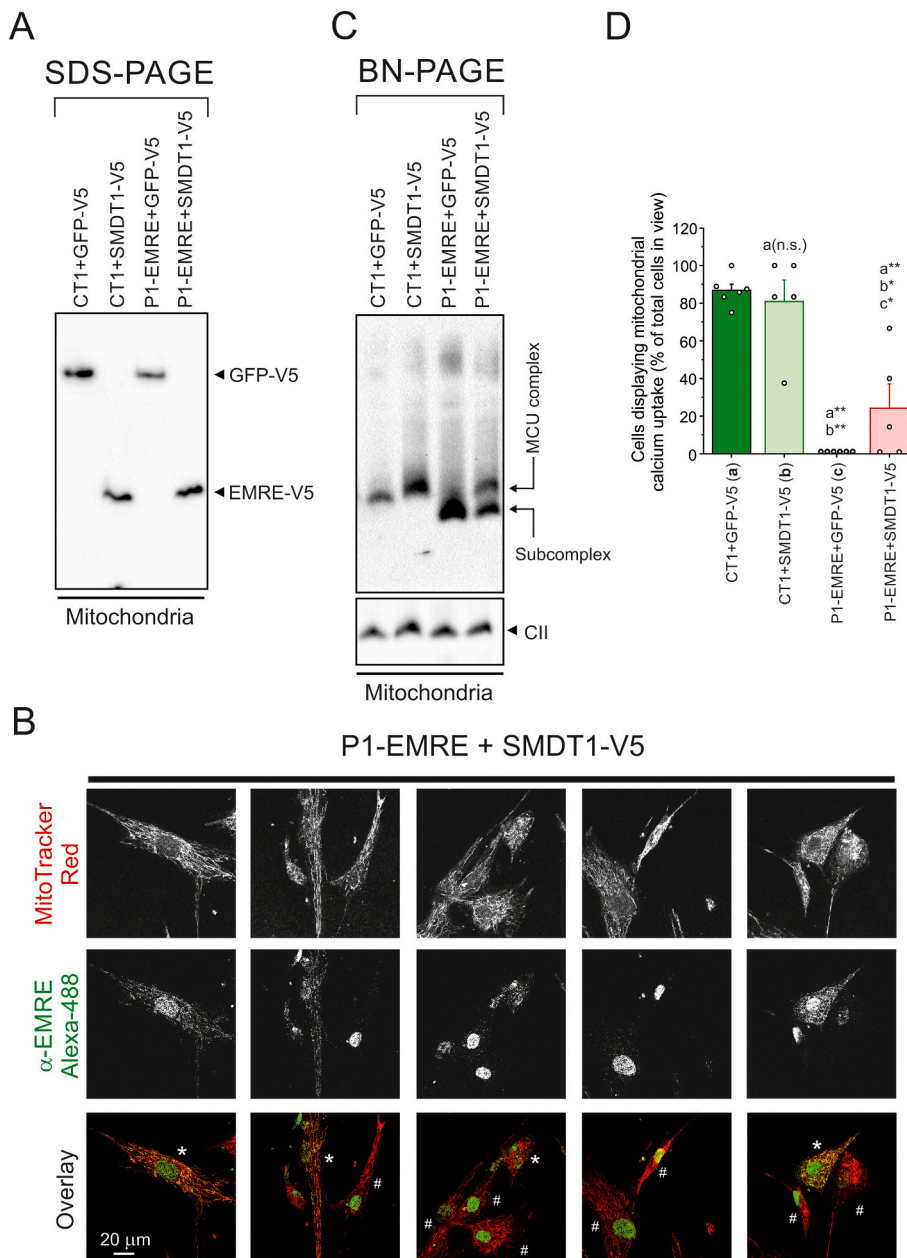 A
SDS-PAGE
CT1+GFP-V5
CT1+SMDT1-V5
P1-EMRE+GFP-V5
P1-EMRE+SMDT1-V5
GFP-V5
EMRE-V5
Mitochondria
C
BN-PAGE
CT1+GFP-V5
CT1+SMDT1-V5
P1-EMRE+GFP-V5
P1-EMRE+SMDT1-V5
MCU complex
Subcomplex
CII
Mitochondria
D
Cells displaying mitochondrial
calcium uptake (% of total cells in view)
120
100
80
60
40
20
0
a(n.s.)
a**
b**
a**
b*
c*
CT1+GFP-V5 (a)
CT1+SMDT1-V5 (b)
P1-EMRE+GFP-V5 (c)
P1-EMRE+SMDT1-V5
B
P1-EMRE + SMDT1-V5
MitoTracker
Red
α-EMRE
Alexa-488
Overlay
*
*
#
*
#
#
#
#
#
*
#
#
20 μm